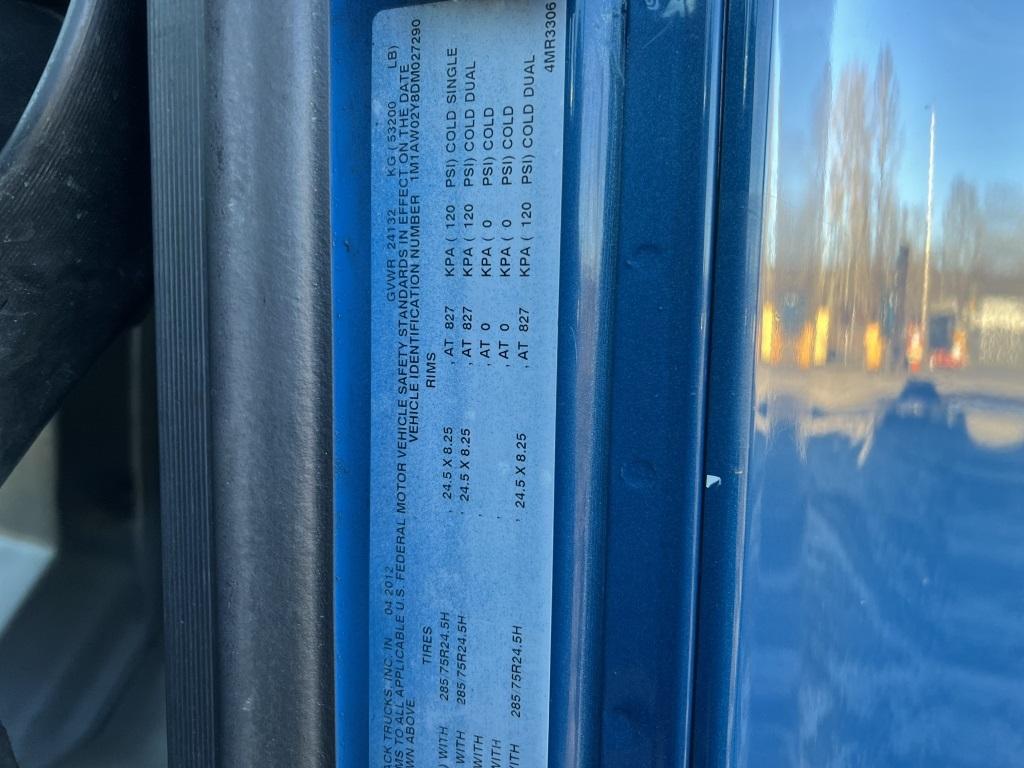 ACK TRUCKS, INC. IN 04 2012 GVWR 24132 KG ( 53200 LB)
MS TO ALL APPLICABLE U.S. FEDERAL MOTOR VEHICLE SAFETY STANDARDS IN EFFECT ON THE DATE
WN ABOVE VEHICLE IDENTIFICATION NUMBER 1M1AW02Y8DM027290
TIRES RIMS
) WITH 285/75R24.5H , 24.5 X 8.25 , AT 827 KPA ( 120 PSI) COLD SINGLE
WITH 285/75R24.5H , 24.5 X 8.25 , AT 827 KPA ( 120 PSI) COLD DUAL
WITH , , AT 0 KPA ( 0 PSI) COLD
WITH , , AT 0 KPA ( 0 PSI) COLD
WITH 285/75R24.5H , 24.5 X 8.25 , AT 827 KPA ( 120 PSI) COLD DUAL
4MR3306